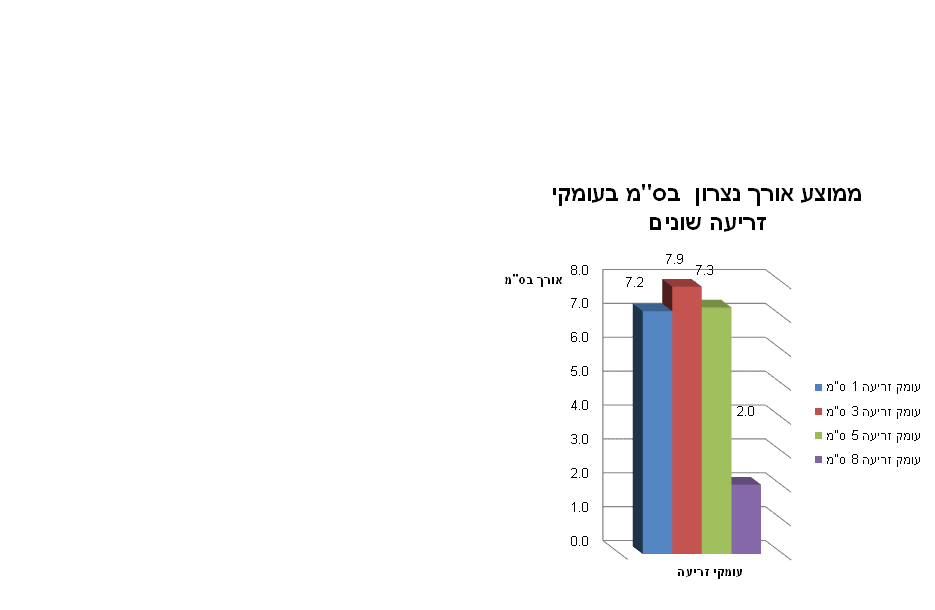 ממוצע אורך נצרון בס"מ בעומקי
זריעה שונים
אורך בס"מ
8.0
7.0
6.0
5.0
4.0
3.0
2.0
1.0
0.0
7.2
7.9
7.3
2.0
עומק זריעה 1 ס"מ
עומק זריעה 3 ס"מ
עומק זריעה 5 ס"מ
עומק זריעה 8 ס"מ
עומקי זריעה